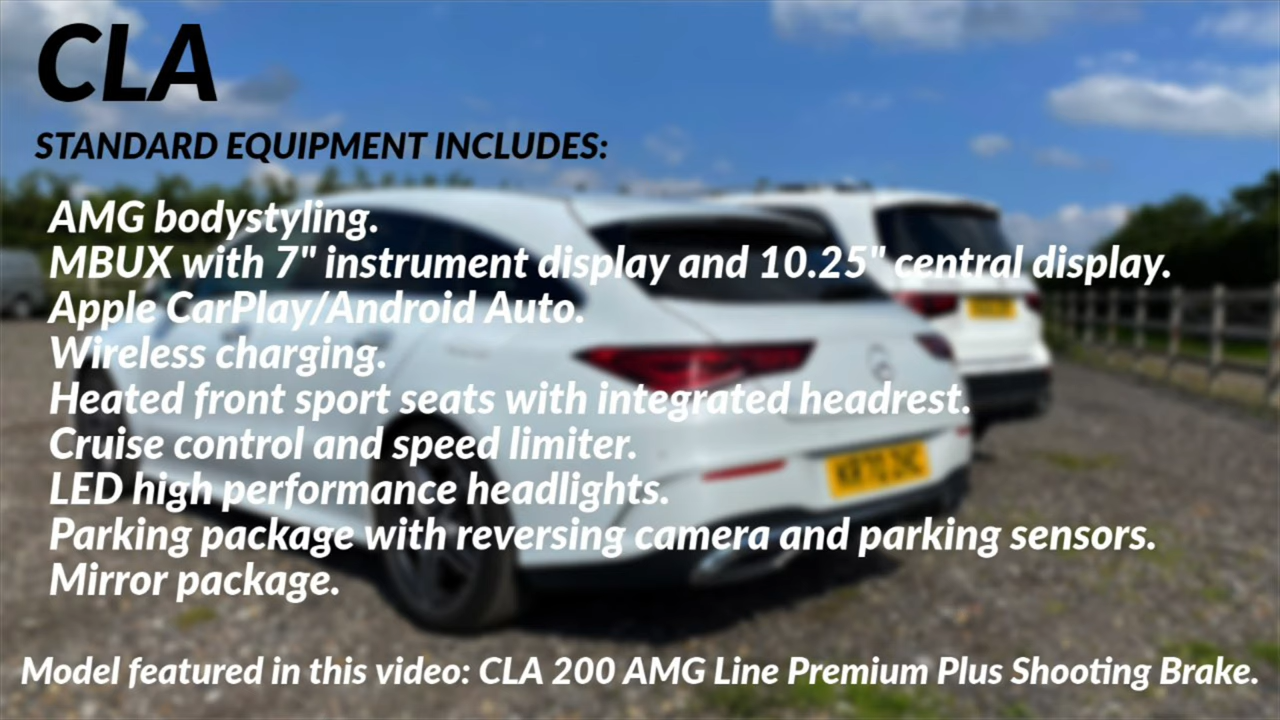 CLA
STANDARD EQUIPMENT INCLUDES:
AMG bodystyling.
MBUX with 7" instrument display and 10.25" central display.
Apple CarPlay/Android Auto.
Wireless charging.
Heated front sport seats with integrated headrest.
Cruise control and speed limiter.
LED high performance headlights.
Parking package with reversing camera and parking sensors.
Mirror package.
Model featured in this video: CLA 200 AMG Line Premium Plus Shooting Brake.